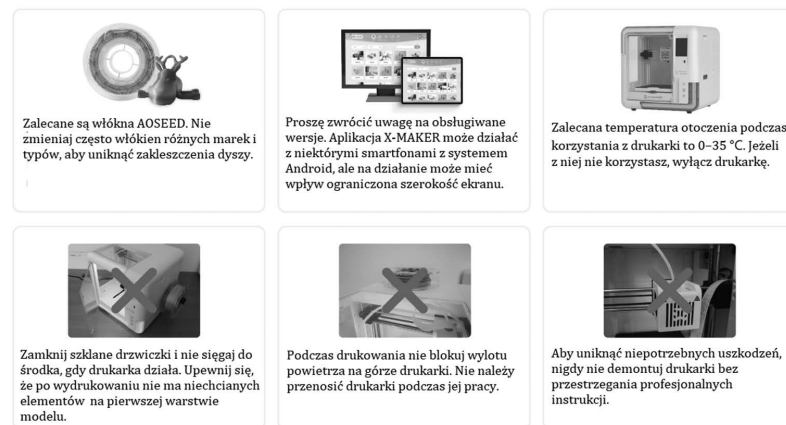 Zalecane są włókna AOSEED. Nie
zmieniaj często włókien różnych marek i
typów, aby uniknąć zakleszczenia dyszy.
Proszę zwrócić uwagę na obsługiwane
wersje. Aplikacja X-MAKER może działać
z niektórymi smartfonami z systemem
Android, ale na działanie może mieć
wpływ ograniczona szerokość ekranu.
Zalecana temperatura otoczenia podczas
korzystania z drukarki to 0–35 °C. Jeżeli
z niej nie korzystasz, wyłącz drukarkę.
Zamknij szklane drzwiczki i nie sięgaj do
środka, gdy drukarka działa. Upewnij się,
że po wydrukowaniu nie ma niechcianych
elementów na pierwszej warstwie
modelu.
Podczas drukowania nie blokuj wylotu
powietrza na górze drukarki. Nie należy
przenosić drukarki podczas jej pracy.
Aby uniknąć niepotrzebnych uszkodzeń,
nigdy nie demontuj drukarki bez
przestrzegania profesjonalnych
instrukcji.